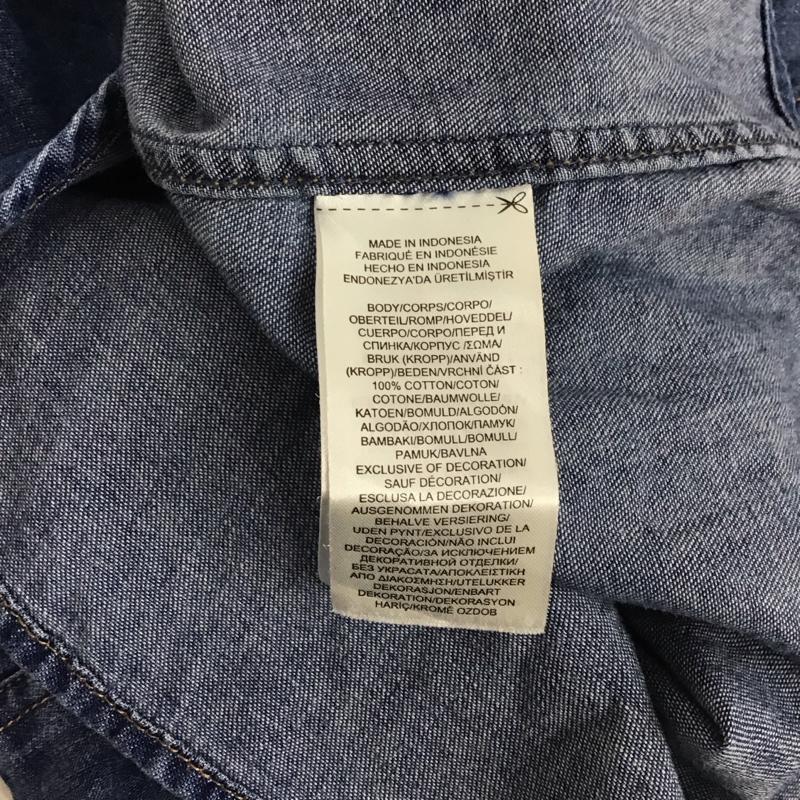 MADE IN INDONESIA
FABRIQUÉ EN INDONÉSIE
HECHO EN INDONESIA
ENDONEZYA'DA ÜRETİLMİŞTİR
BODY/CORPS/CORPO/
OBERTEIL/ROMP/HOVEDDEL/
CUERPO/CORPO/ПЕРЕД И
СПИНКА/КОРПУС /ΣΩΜΑ/
BRUK (KROPP)/ANVÄND
(KROPP)/BEDEN/VRCHNÍ ČÁST :
100% COTTON/COTON/
COTONE/BAUMWOLLE/
KATOEN/BOMULD/ALGODÓN/
ALGODÃO/ХЛОПОК/ПАМУК/
BAMBAKI/BOMULL/BOMULL/
PAMUK/BAVLNA
EXCLUSIVE OF DECORATION/
SAUF DÉCORATION/
ESCLUSA LA DECORAZIONE/
AUSGENOMMEN DEKORATION/
BEHALVE VERSIERING/
UDEN PYNT/EXCLUSIVO DE LA
DECORACIÓN/NÃO INCLUI
DECORAÇÃO/ЗА ИСКЛЮЧЕНИЕМ
ДЕКОРАТИВНОЙ ОТДЕЛКИ/
БЕЗ УКРАСАТА/ΑΠΟΚΛΕΙΣΤΙΚΗ
ΑΠΟ ΔΙΑΚΟΣΜΗΣΗ/UTELUKKER
DEKORASJON/ENBART
DEKORATION/DEKORASYON
HARİÇ/KROMĚ OZDOB